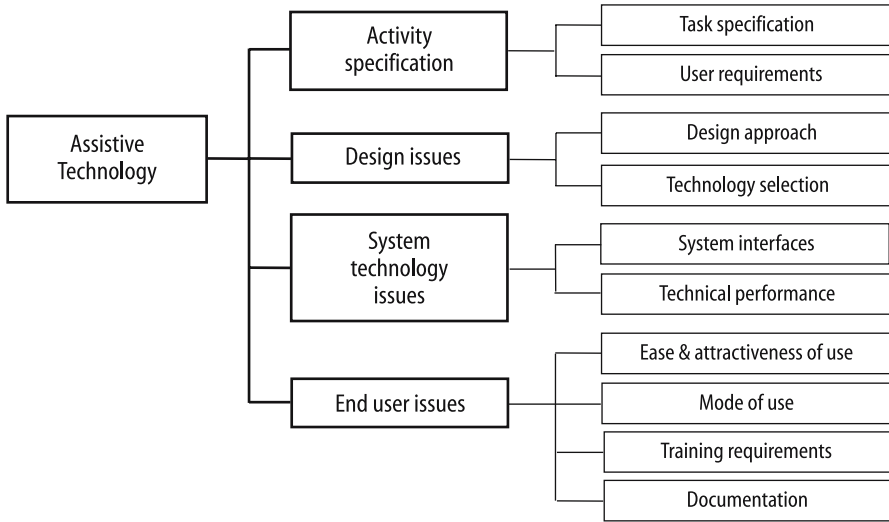 Assistive
Technology
Activity
specification
Task specification
User requirements
Design issues
Design approach
Technology selection
System
technology
issues
System interfaces
Technical performance
End user issues
Ease & attractiveness of use
Mode of use
Training requirements
Documentation